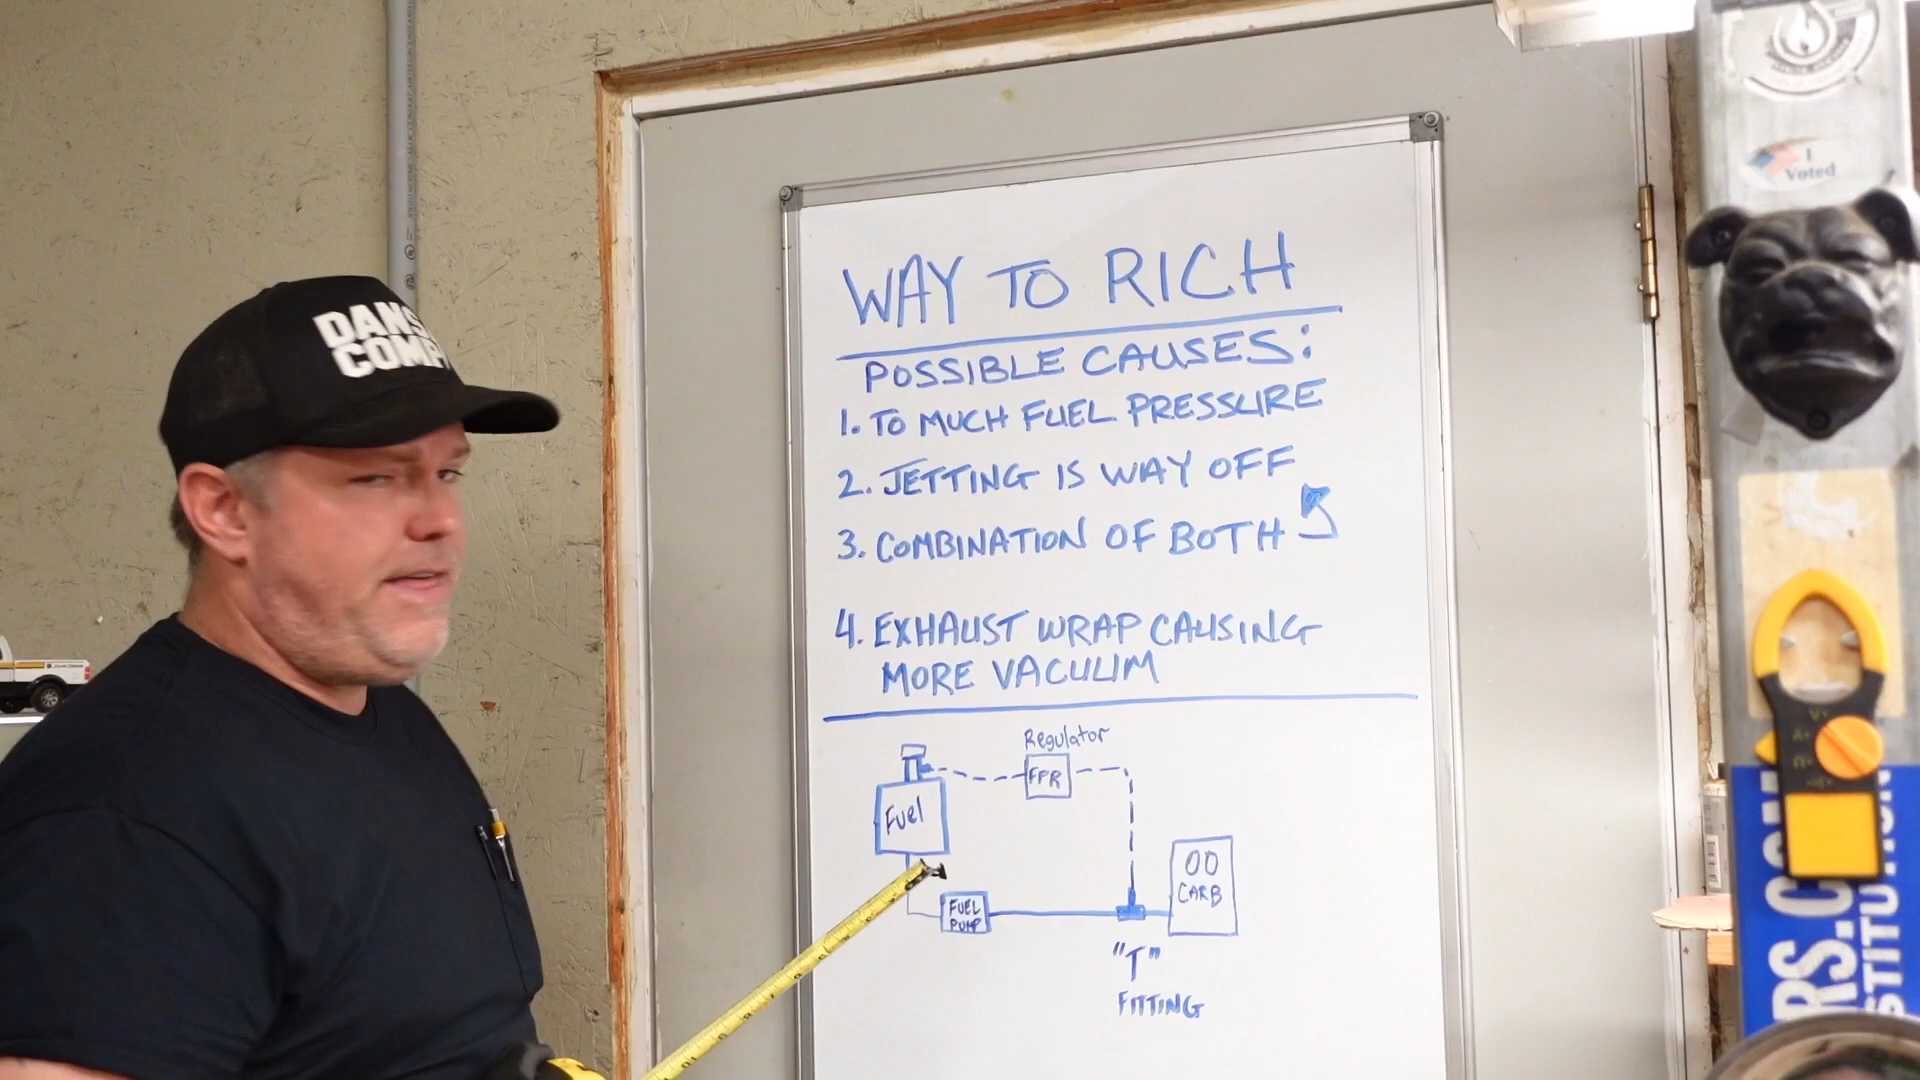 WAY TO RICH
POSSIBLE CAUSES:
1. TO MUCH FUEL PRESSURE
2. JETTING IS WAY OFF
3. COMBINATION OF BOTH
4. EXHAUST WRAP CAUSING
MORE VACUUM
Regulator
FPR
Fuel
FUEL
PUMP
OO
CARB
"T"
FITTING
I
Voted